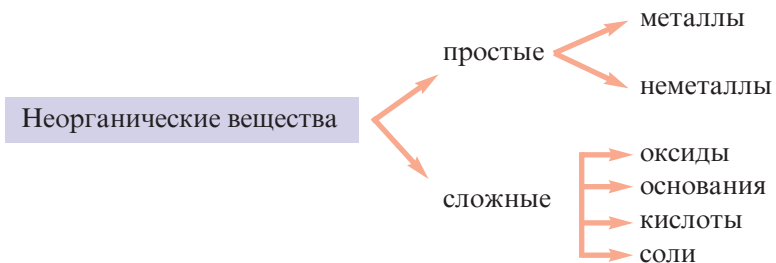 Неорганические вещества
простые
металлы
неметаллы
сложные
оксиды
основания
кислоты
соли